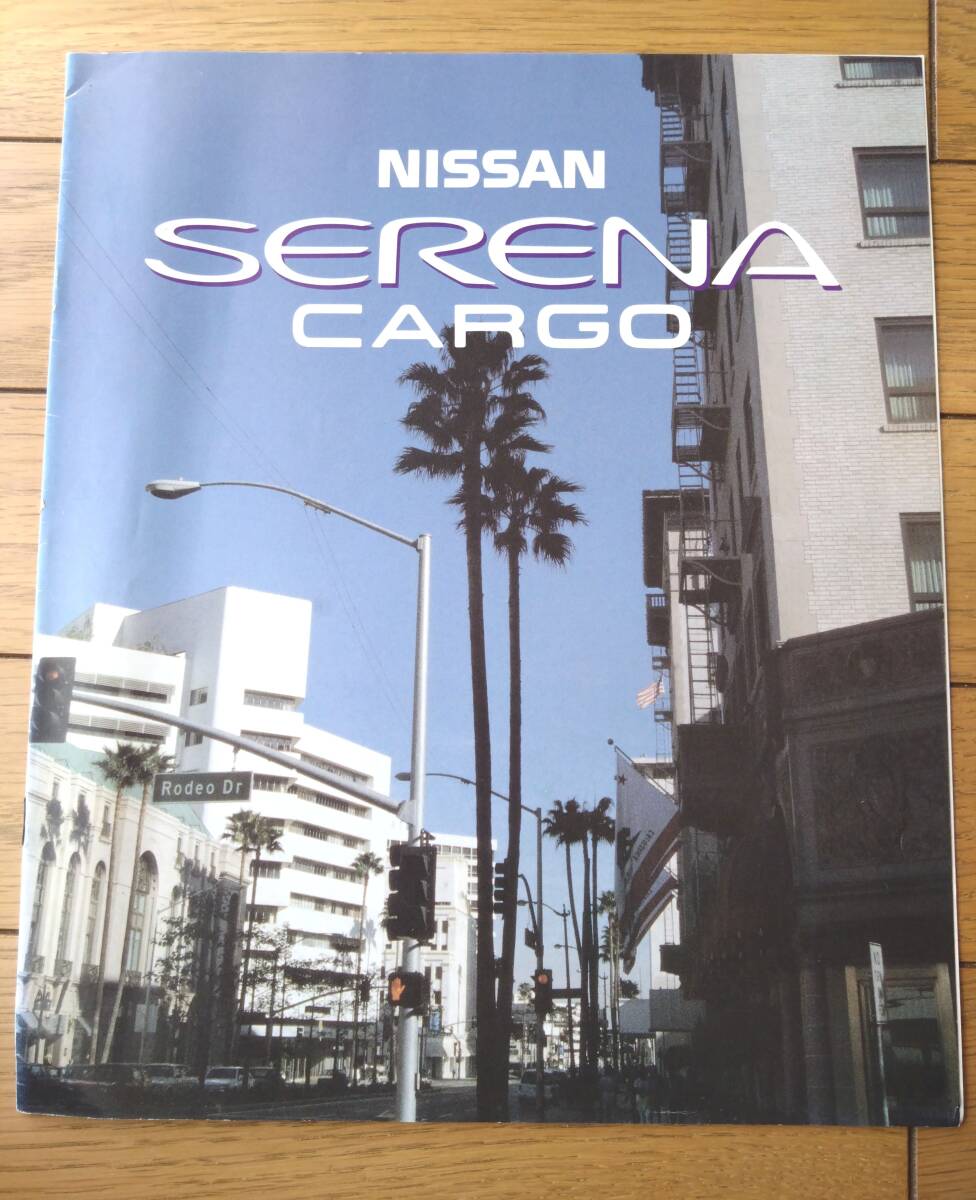 NISSAN
SERENA
CARGO
Rodeo Dr